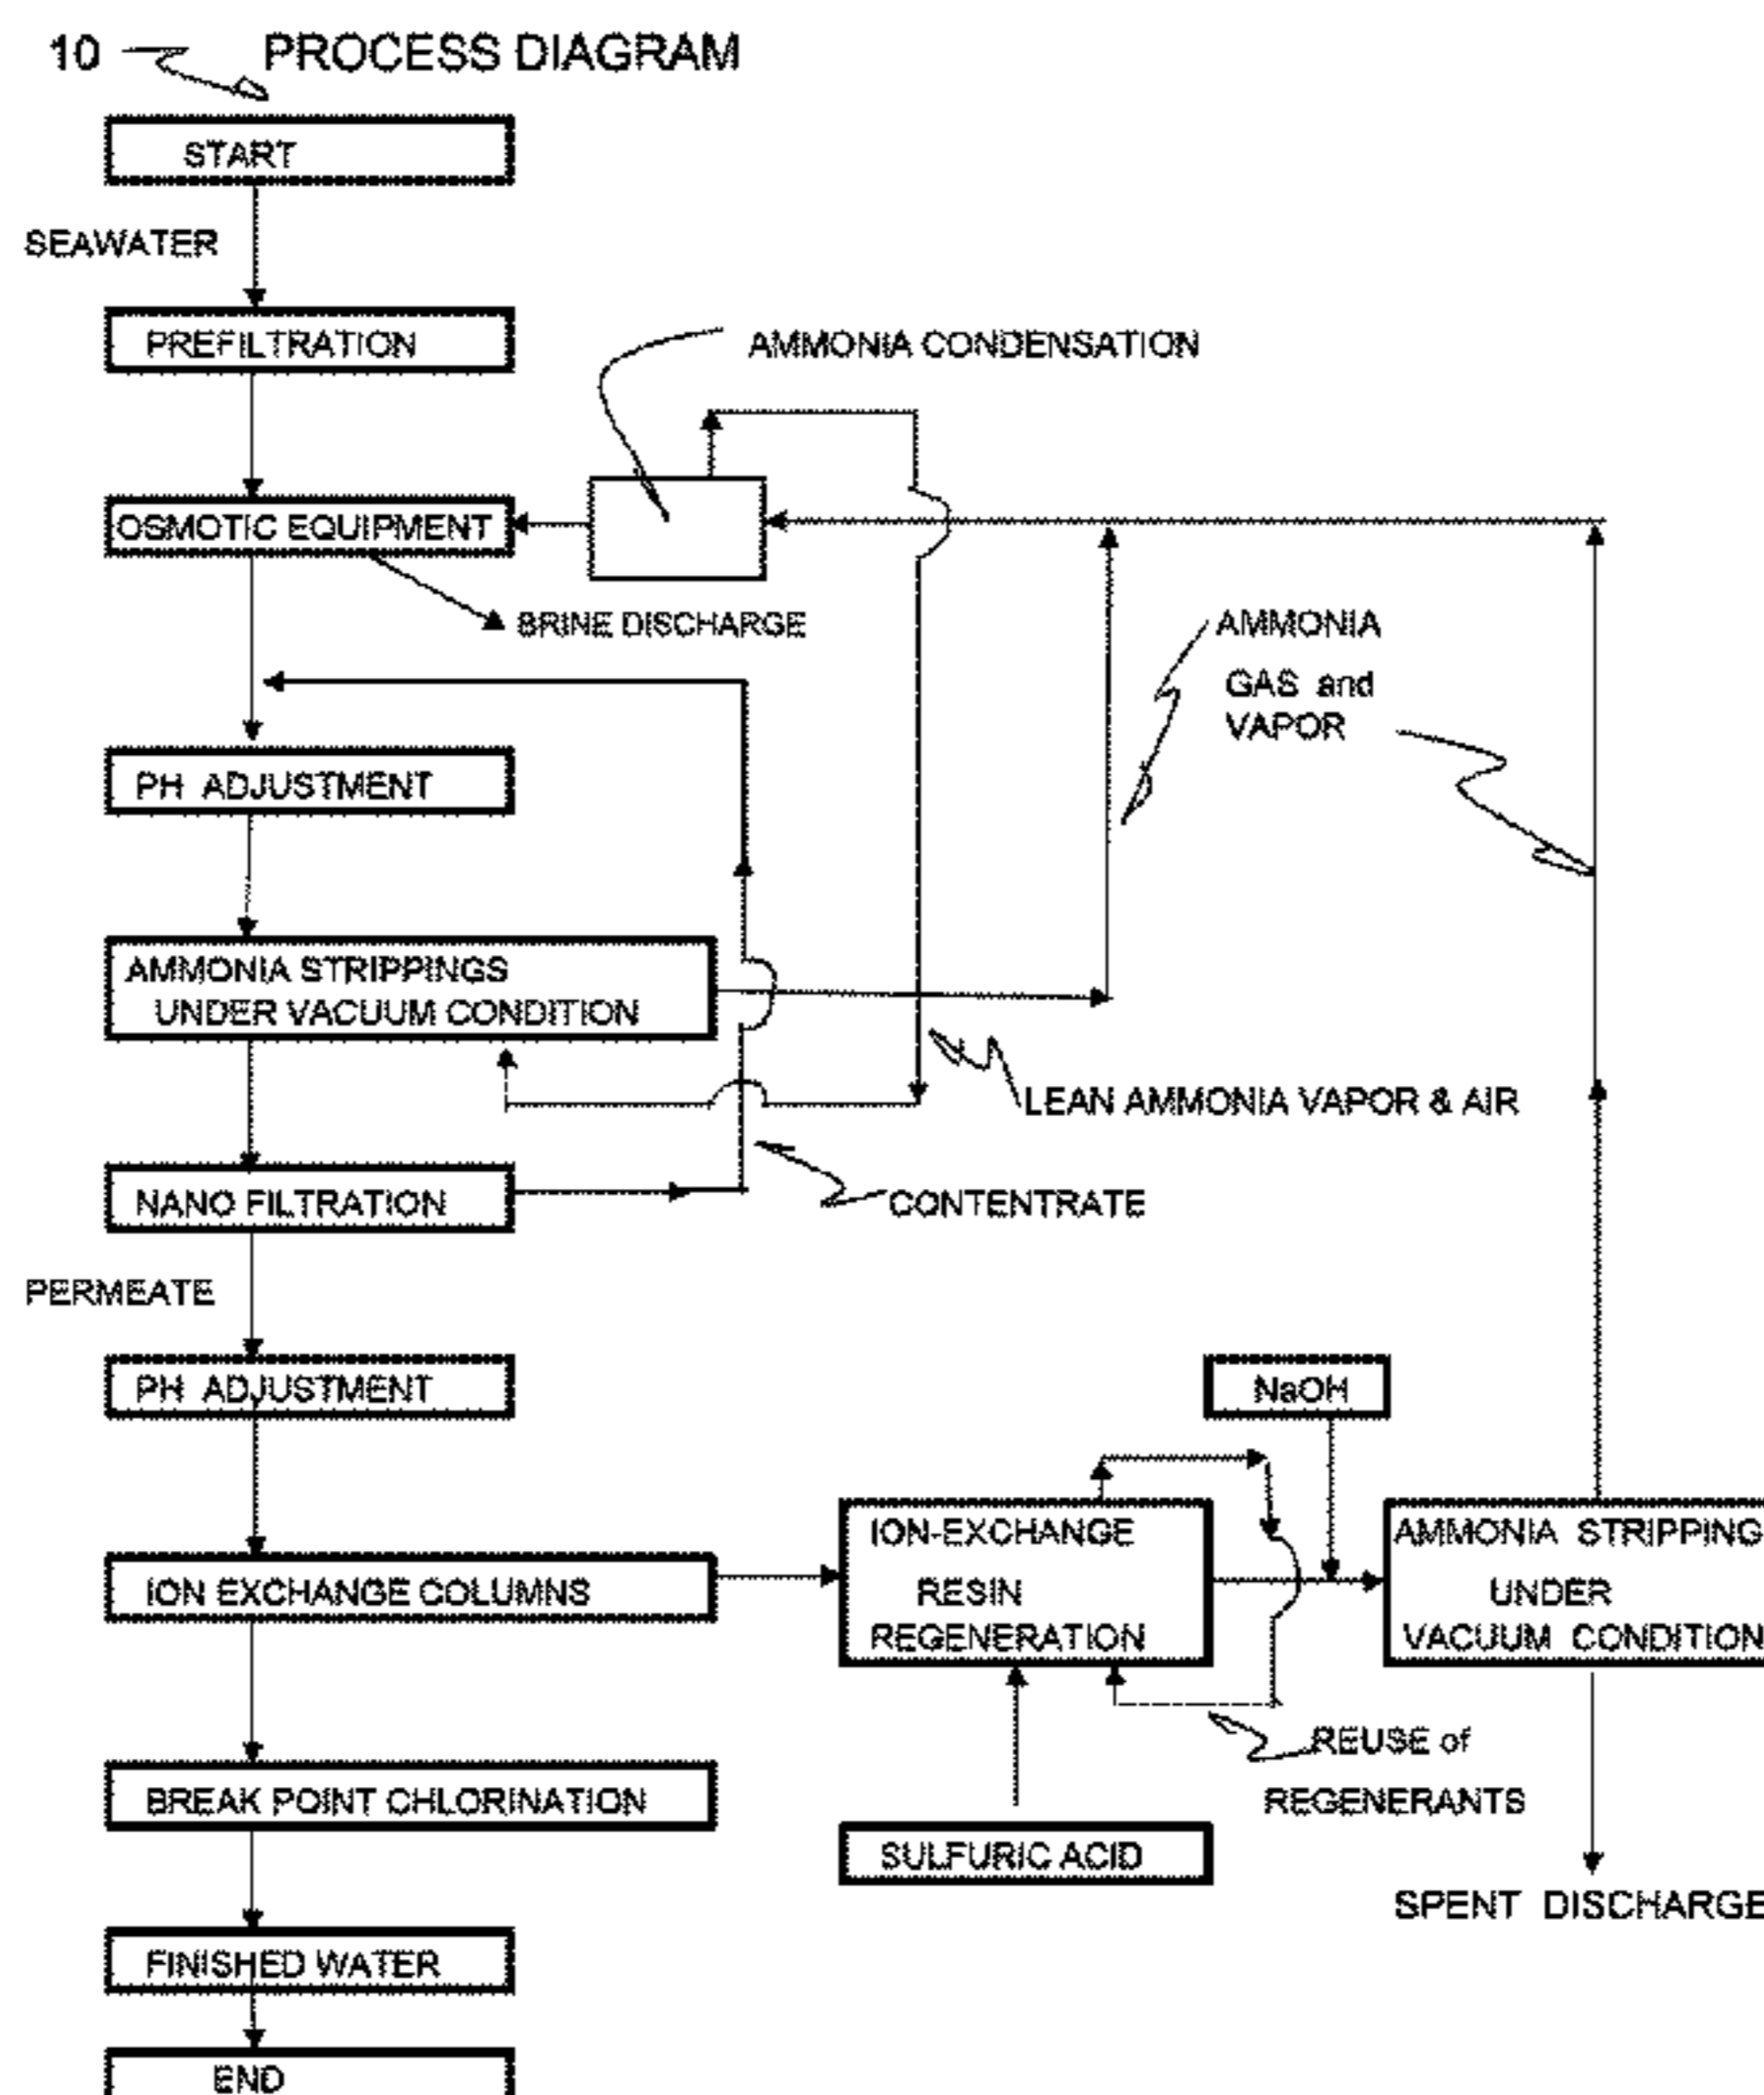 10 PROCESS DIAGRAM
START
SEAWATER
PREFILTRATION
AMMONIA CONDENSATION
OSMOTIC EQUIPMENT
BRINE DISCHARGE
AMMONIA
GAS and
VAPOR
PH ADJUSTMENT
AMMONIA STRIPPINGS
UNDER VACUUM CONDITION
LEAN AMMONIA VAPOR & AIR
NANO FILTRATION
CONTENTRATE
PERMEATE
PH ADJUSTMENT
NaOH
ION EXCHANGE COLUMNS
ION-EXCHANGE
RESIN
REGENERATION
AMMONIA STRIPPING
UNDER
VACUUM CONDITION
REUSE of
REGENERANTS
BREAK POINT CHLORINATION
SULFURIC ACID
SPENT DISCHARGE
FINISHED WATER
END